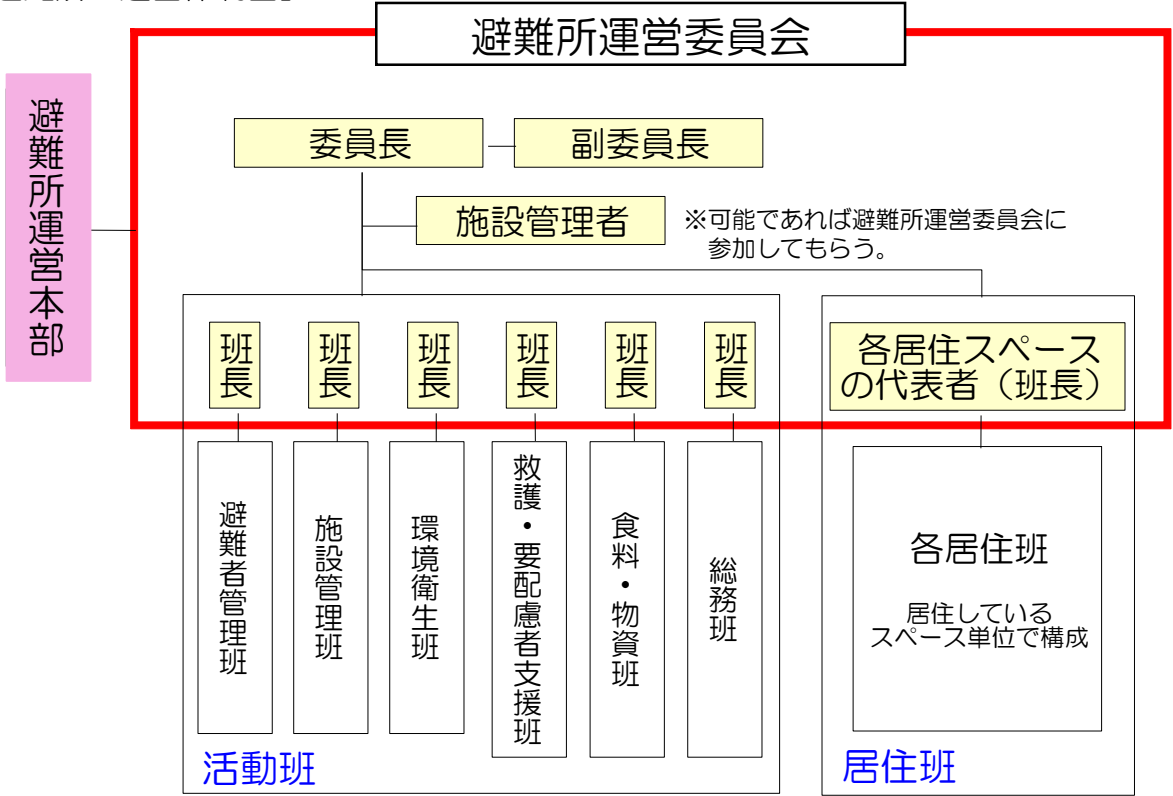 避難所運営委員会
避難所運営本部
委員長
副委員長
施設管理者
※可能であれば避難所運営委員会に
参加してもらう。
班長
班長
班長
班長
班長
班長
各居住スペース
の代表者（班長）
避難者管理班
施設管理班
環境衛生班
救護・要配慮者支援班
食料・物資班
総務班
各居住班
居住している
スペース単位で構成
活動班
居住班